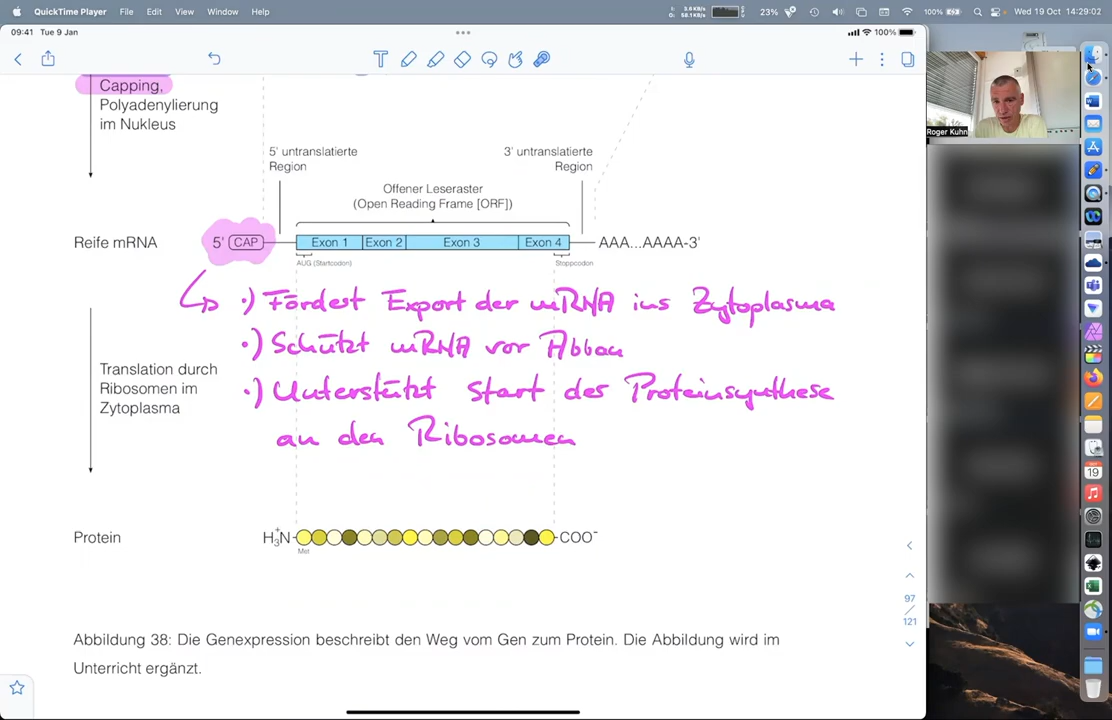 QuickTime Player File Edit View Window Help
23%
100%
Wed 19 Oct 14:29:02
09:41 Tue 9 Jan
100%
Capping,
Polyadenylierung
im Nukleus
5' untranslatierte
Region
3' untranslatierte
Region
Offener Leseraster
(Open Reading Frame [ORF])
Reife mRNA
5' CAP
Exon 1 Exon 2 Exon 3 Exon 4
AAA...AAAA-3'
AUG (Startcodon)
Stoppcodon
·) Fördert Export der mRNA ins Zytoplasma
·) Schützt mRNA vor Abbau
·) Unterstützt Start der Proteinsynthese
an den Ribosomen
Translation durch
Ribosomen im
Zytoplasma
Protein
H₃N⁺
COO⁻
Met
97
/
121
Abbildung 38: Die Genexpression beschreibt den Weg vom Gen zum Protein. Die Abbildung wird im
Unterricht ergänzt.
Roger Kuhn
19